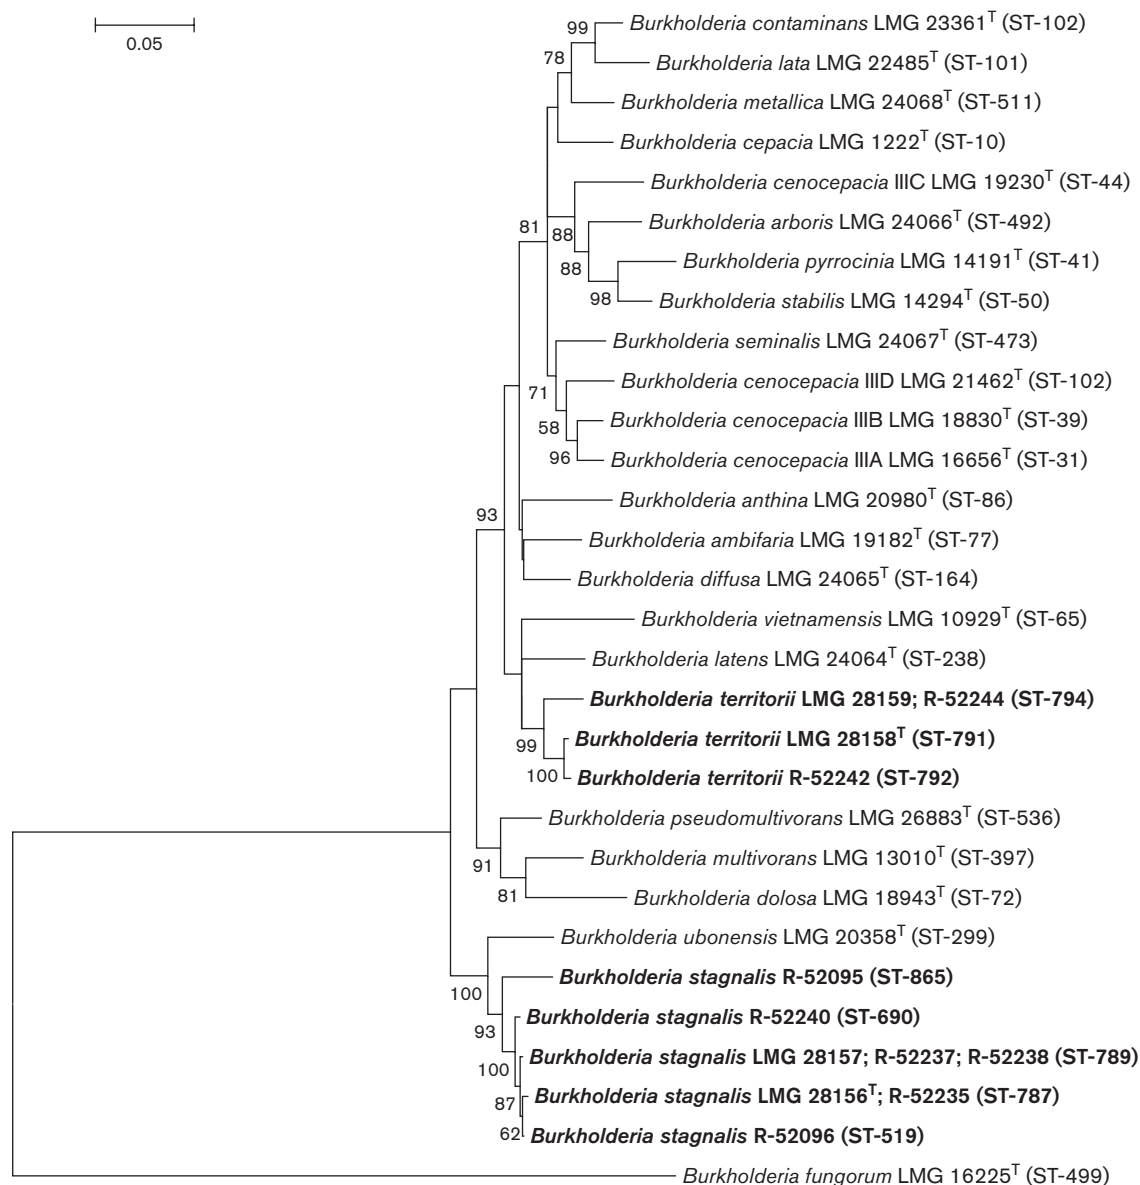 0.05
99
Burkholderia contaminans LMG 23361T (ST-102)
78
Burkholderia lata LMG 22485T (ST-101)
Burkholderia metallica LMG 24068T (ST-511)
Burkholderia cepacia LMG 1222T (ST-10)
Burkholderia cenocepacia IIIC LMG 19230T (ST-44)
81
88
Burkholderia arboris LMG 24066T (ST-492)
88
Burkholderia pyrrocinia LMG 14191T (ST-41)
98
Burkholderia stabilis LMG 14294T (ST-50)
Burkholderia seminalis LMG 24067T (ST-473)
71
Burkholderia cenocepacia IIID LMG 21462T (ST-102)
58
Burkholderia cenocepacia IIIB LMG 18830T (ST-39)
96
Burkholderia cenocepacia IIIA LMG 16656T (ST-31)
Burkholderia anthina LMG 20980T (ST-86)
93
Burkholderia ambifaria LMG 19182T (ST-77)
Burkholderia diffusa LMG 24065T (ST-164)
Burkholderia vietnamensis LMG 10929T (ST-65)
Burkholderia latens LMG 24064T (ST-238)
Burkholderia territorii LMG 28159; R-52244 (ST-794)
99
Burkholderia territorii LMG 28158T (ST-791)
100
Burkholderia territorii R-52242 (ST-792)
Burkholderia pseudomultivorans LMG 26883T (ST-536)
91
Burkholderia multivorans LMG 13010T (ST-397)
81
Burkholderia dolosa LMG 18943T (ST-72)
Burkholderia ubonensis LMG 20358T (ST-299)
100
Burkholderia stagnalis R-52095 (ST-865)
93
Burkholderia stagnalis R-52240 (ST-690)
100
Burkholderia stagnalis LMG 28157; R-52237; R-52238 (ST-789)
87
Burkholderia stagnalis LMG 28156T; R-52235 (ST-787)
62
Burkholderia stagnalis R-52096 (ST-519)
Burkholderia fungorum LMG 16225T (ST-499)